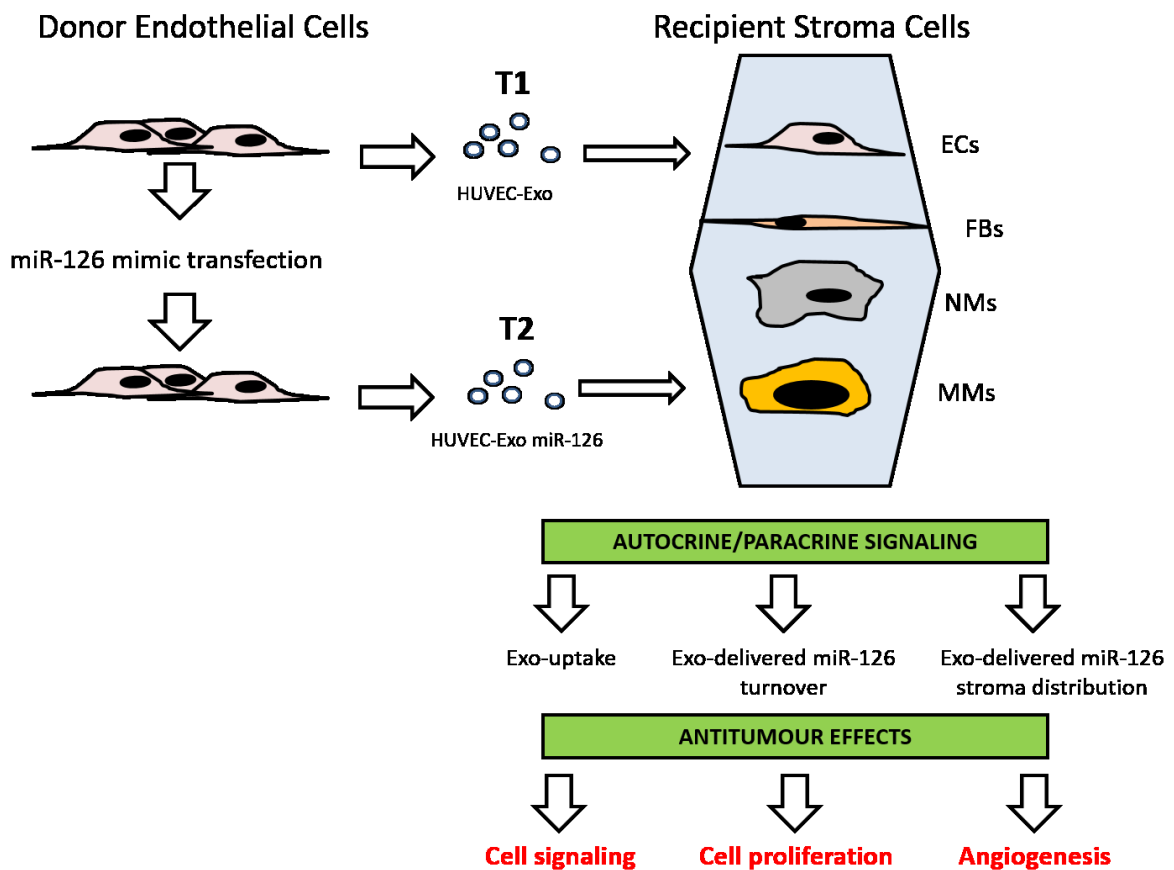 Donor Endothelial Cells
Recipient Stroma Cells
T1
HUVEC-Exo
ECs
FBs
miR-126 mimic transfection
NMs
T2
MMs
HUVEC-Exo miR-126
AUTOCRINE/PARACRINE SIGNALING
Exo-uptake
Exo-delivered miR-126
turnover
Exo-delivered miR-126
stroma distribution
ANTITUMOUR EFFECTS
Cell signaling
Cell proliferation
Angiogenesis